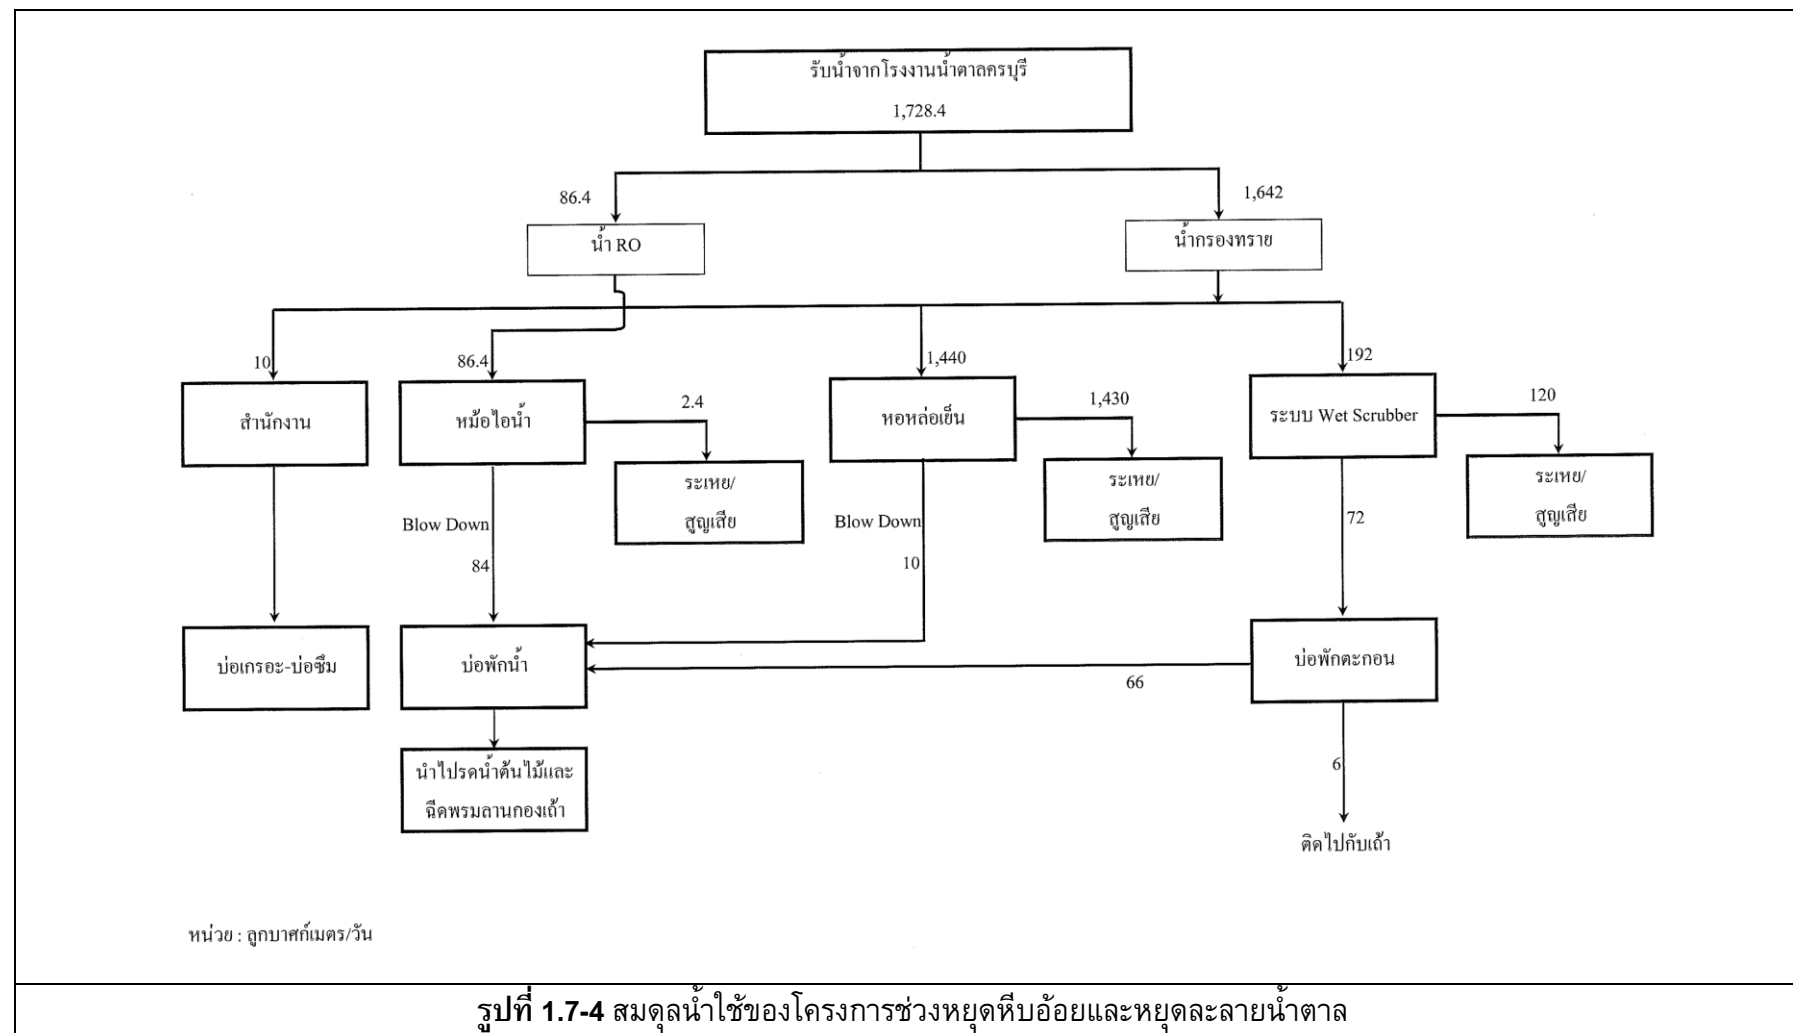 รับน้ำจากโรงงานน้ำตาลครบุรี
1,728.4
86.4
1,642
น้ำ RO
น้ำกรองทราย
10
86.4
1,440
192
สำนักงาน
หม้อไอน้ำ
2.4
หอหล่อเย็น
1,430
ระบบ Wet Scrubber
120
ระเหย/
สูญเสีย
ระเหย/
สูญเสีย
ระเหย/
สูญเสีย
Blow Down
84
Blow Down
10
72
บ่อเกรอะ-บ่อซึม
บ่อพักน้ำ
66
บ่อพักตะกอน
นำไปรดน้ำต้นไม้และ
ฉีดพรมลานกองเถ้า
6
ติดไปกับเถ้า
หน่วย : ลูกบาศก์เมตร/วัน
รูปที่ 1.7-4 สมดุลน้ำใช้ของโครงการช่วงหยุดหีบอ้อยและหยุดละลายน้ำตาล